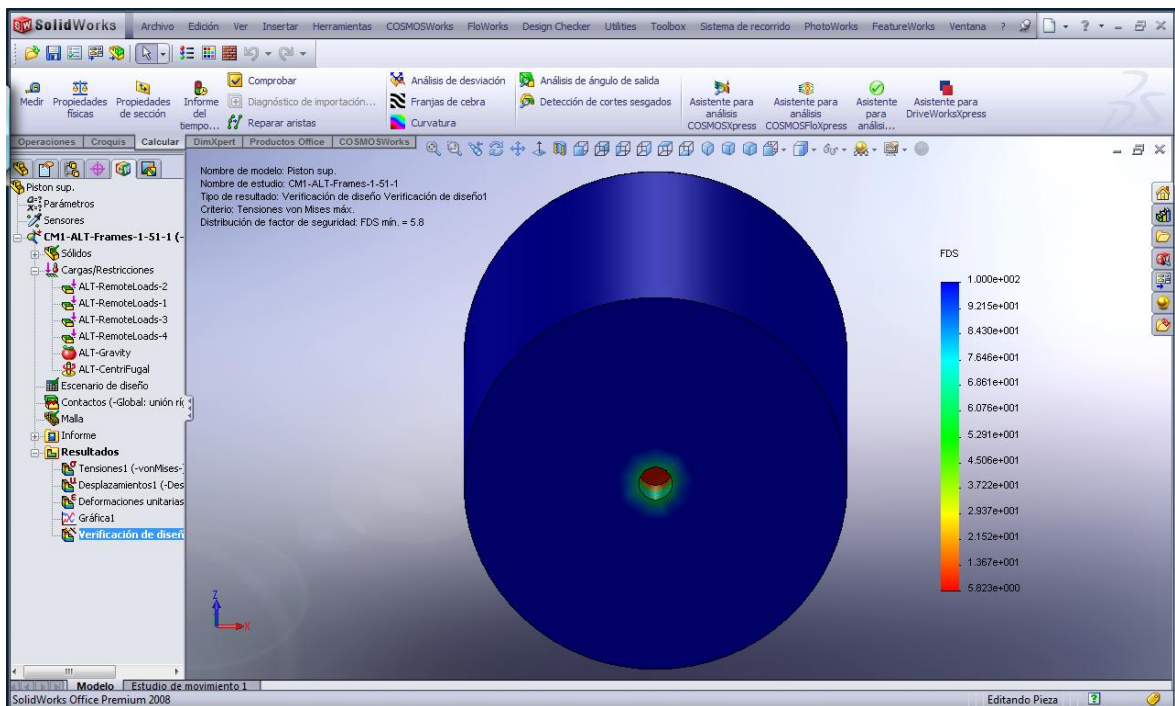 SolidWorks Archivo Edición Ver Insertar Herramientas COSMOSWorks FloWorks Design Checker Utilities Toolbox Sistema de recorrido PhotoWorks FeatureWorks Ventana ?
Medir
Propiedades físicas
Propiedades de sección
Informe del tiempo...
Comprobar
Diagnóstico de importación...
Reparar aristas
Análisis de desviación
Franjas de cebra
Curvatura
Análisis de ángulo de salida
Detección de cortes sesgados
Asistente para análisis COSMOSXpress
Asistente para análisis COSMOSFloXpress
Asistente para análisi...
Asistente para DriveWorksXpress
Operaciones Croquis Calcular DimXpert Productos Office COSMOSWorks
Piston sup.
Parámetros
Sensores
CM1-ALT-Frames-1-51-1 (-
Sólidos
Cargas/Restricciones
ALT-RemoteLoads-2
ALT-RemoteLoads-1
ALT-RemoteLoads-3
ALT-RemoteLoads-4
ALT-Gravity
ALT-CentriFugal
Escenario de diseño
Contactos (-Global: unión ríg
Malla
Informe
Resultados
Tensiones1 (-vonMises-)
Desplazamientos1 (-Des
Deformaciones unitarias
Gráfica1
Verificación de diseñ
Nombre de modelo: Piston sup.
Nombre de estudio: CM1-ALT-Frames-1-51-1
Tipo de resultado: Verificación de diseño Verificación de diseño1
Criterio: Tensiones von Mises máx.
Distribución de factor de seguridad: FDS mín. = 5.8
FDS
1.000e+002
9.215e+001
8.430e+001
7.646e+001
6.861e+001
6.076e+001
5.291e+001
4.506e+001
3.722e+001
2.937e+001
2.152e+001
1.367e+001
5.823e+000
Z
X
Modelo Estudio de movimiento 1
SolidWorks Office Premium 2008
Editando Pieza